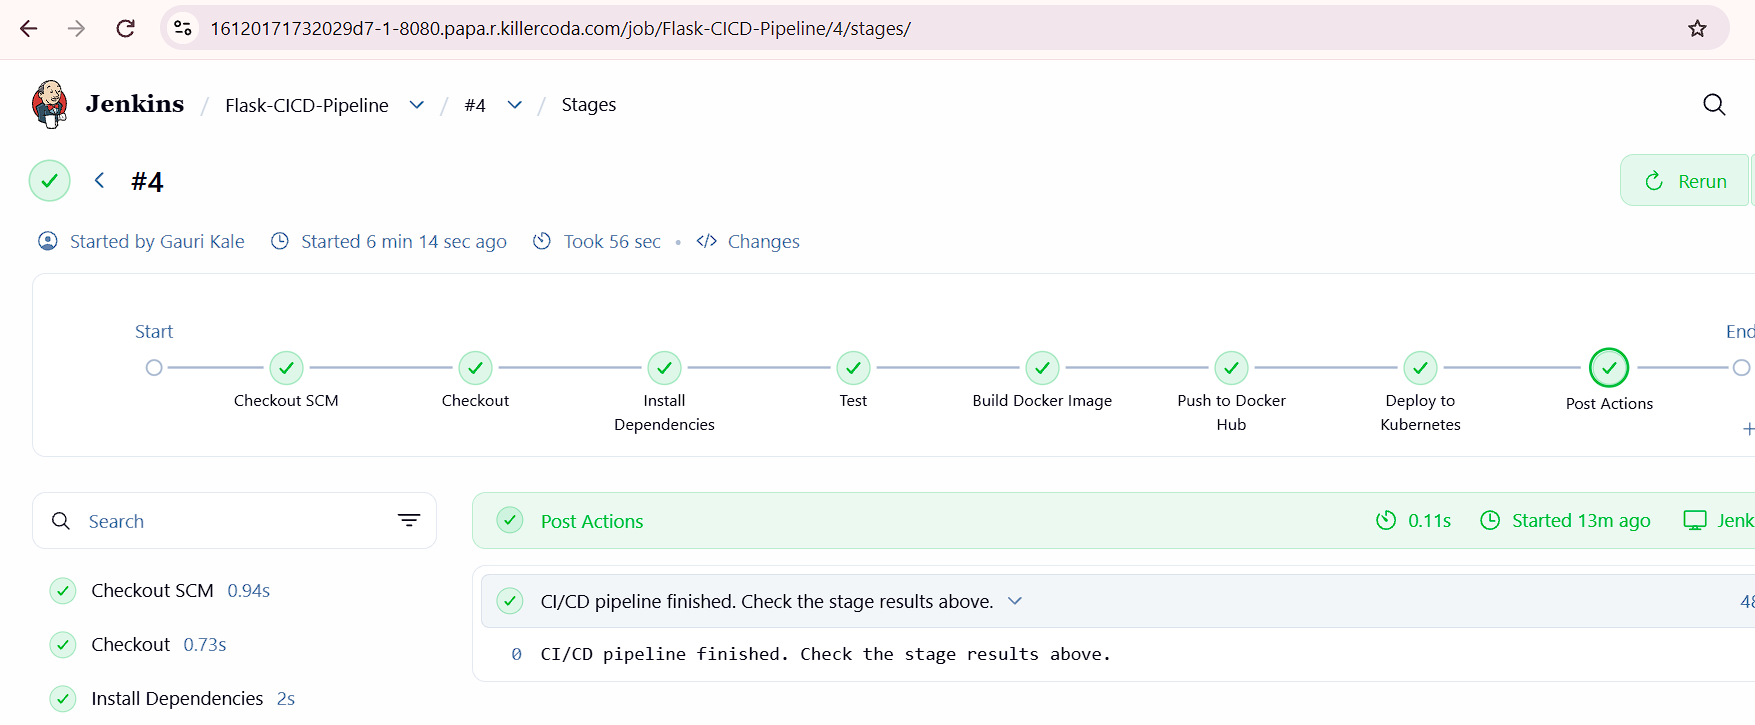 16120171732029d7-1-8080.papa.r.killercoda.com/job/Flask-CICD-Pipeline/4/stages/
Jenkins / Flask-CICD-Pipeline / #4 / Stages
#4
Rerun
Started by Gauri Kale Started 6 min 14 sec ago Took 56 sec • </> Changes
Start
End
Checkout SCM
Checkout
Install
Dependencies
Test
Build Docker Image
Push to Docker
Hub
Deploy to
Kubernetes
Post Actions
Search
Post Actions 0.11s Started 13m ago Jenk
Checkout SCM 0.94s
CI/CD pipeline finished. Check the stage results above. 48
Checkout 0.73s
0 CI/CD pipeline finished. Check the stage results above.
Install Dependencies 2s